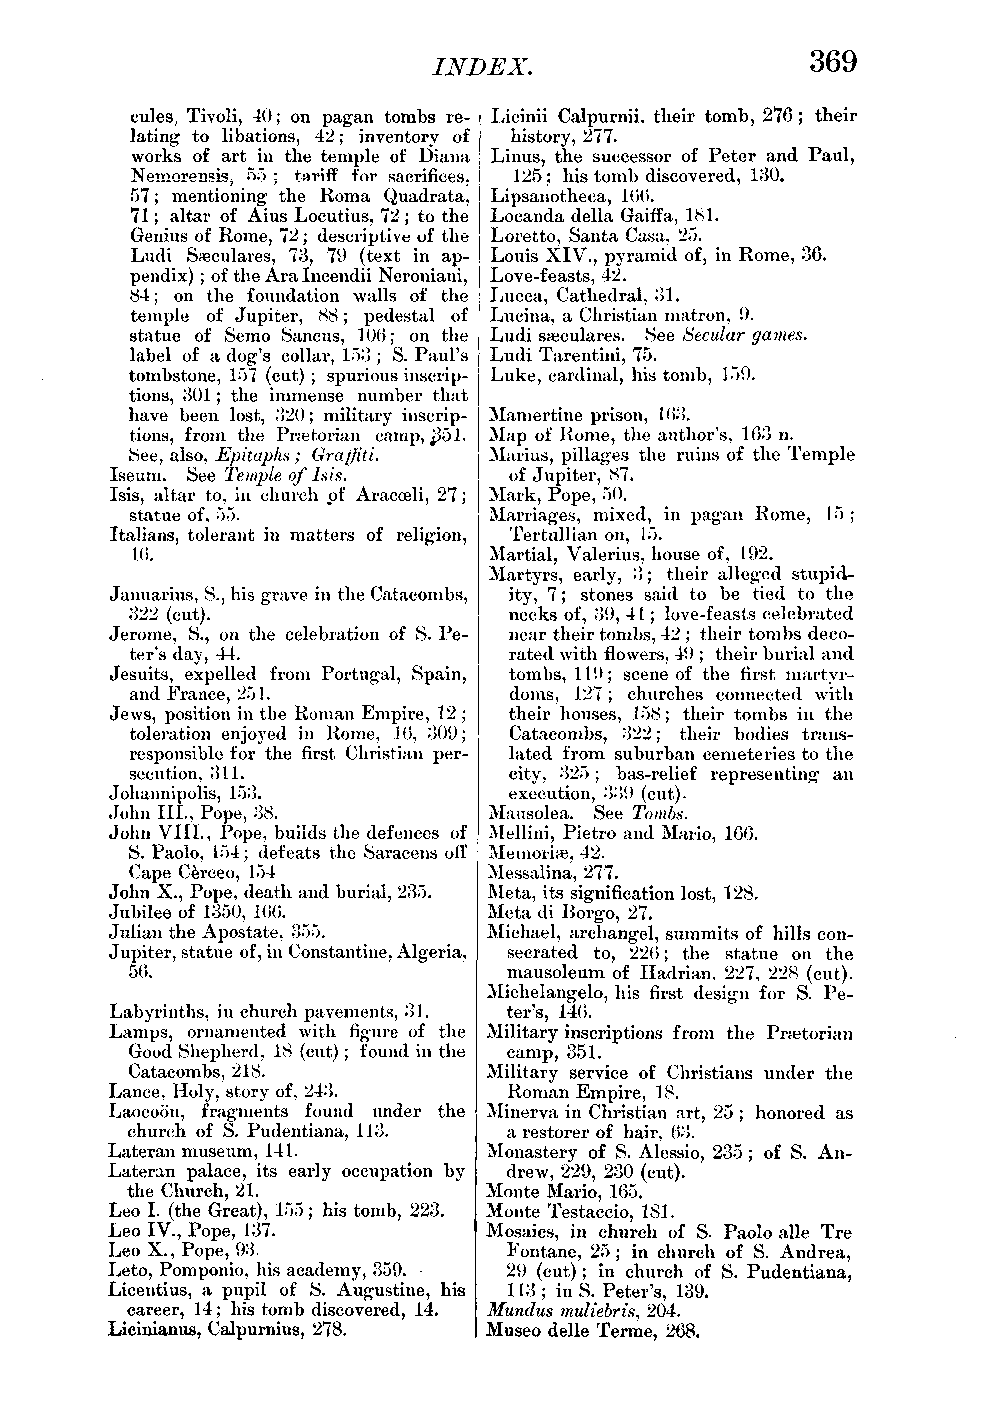 INDEX.
369
cules, Tivoli, 40; on pagan tombs re-
lating to libations, 42; inventory of
works of art in the temple of Diana
Nemorensis, 55; tariff for sacrifices,
57; mentioning the Roma Quadrata,
71; altar of Aius Locutius, 72; to the
Genius of Rome, 72; descriptive of the
Ludi Sæculares, 73, 79 (text in ap-
pendix); of the Ara Incendii Neroniani,
84; on the foundation walls of the
temple of Jupiter, 88; pedestal of
statue of Semo Sancus, 106; on the
label of a dog's collar, 153; S. Paul's
tombstone, 157 (cut); spurious inscrip-
tions, 301; the immense number that
have been lost, 320; military inscrip-
tions, from the Prætorian camp, 351.
See, also, Epitaphs; Graffiti.
Iseum. See Temple of Isis.
Isis, altar to, in church of Aracœli, 27;
statue of, 55.
Italians, tolerant in matters of religion,
16.
Januarius, S., his grave in the Catacombs,
322 (cut).
Jerome, S., on the celebration of S. Pe-
ter's day, 44.
Jesuits, expelled from Portugal, Spain,
and France, 251.
Jews, position in the Roman Empire, 12;
toleration enjoyed in Rome, 16, 309;
responsible for the first Christian per-
secution, 311.
Johannipolis, 153.
John III., Pope, 38.
John VIII., Pope, builds the defences of
S. Paolo, 154; defeats the Saracens off
Cape Cèrceo, 154
John X., Pope, death and burial, 235.
Jubilee of 1350, 166.
Julian the Apostate, 355.
Jupiter, statue of, in Constantine, Algeria,
56.
Labyrinths, in church pavements, 31.
Lamps, ornamented with figure of the
Good Shepherd, 18 (cut); found in the
Catacombs, 218.
Lance, Holy, story of, 243.
Laocoön, fragments found under the
church of S. Pudentiana, 113.
Lateran museum, 141.
Lateran palace, its early occupation by
the Church, 21.
Leo I. (the Great), 155; his tomb, 223.
Leo IV., Pope, 137.
Leo X., Pope, 93.
Leto, Pomponio, his academy, 359.
Licentius, a pupil of S. Augustine, his
career, 14; his tomb discovered, 14.
Licinianus, Calpurnius, 278.
Licinii Calpurnii, their tomb, 276; their
history, 277.
Linus, the successor of Peter and Paul,
125; his tomb discovered, 130.
Lipsanotheca, 166.
Locanda della Gaiffa, 181.
Loretto, Santa Casa, 25.
Louis XIV., pyramid of, in Rome, 36.
Love-feasts, 42.
Lucca, Cathedral, 31.
Lucina, a Christian matron, 9.
Ludi sæculares. See Secular games.
Ludi Tarentini, 75.
Luke, cardinal, his tomb, 159.
Mamertine prison, 163.
Map of Rome, the author's, 163 n.
Marius, pillages the ruins of the Temple
of Jupiter, 87.
Mark, Pope, 50.
Marriages, mixed, in pagan Rome, 15;
Tertullian on, 15.
Martial, Valerius, house of, 192.
Martyrs, early, 3; their alleged stupid-
ity, 7; stones said to be tied to the
necks of, 39, 41; love-feasts celebrated
near their tombs, 42; their tombs deco-
rated with flowers, 49; their burial and
tombs, 119; scene of the first martyr-
doms, 127; churches connected with
their houses, 158; their tombs in the
Catacombs, 322; their bodies trans-
lated from suburban cemeteries to the
city, 325; bas-relief representing an
execution, 339 (cut).
Mausolea. See Tombs.
Mellini, Pietro and Mario, 166.
Memoriæ, 42.
Messalina, 277.
Meta, its signification lost, 128.
Meta di Borgo, 27.
Michael, archangel, summits of hills con-
secrated to, 226; the statue on the
mausoleum of Hadrian, 227, 228 (cut).
Michelangelo, his first design for S. Pe-
ter's, 146.
Military inscriptions from the Prætorian
camp, 351.
Military service of Christians under the
Roman Empire, 18.
Minerva in Christian art, 25; honored as
a restorer of hair, 63.
Monastery of S. Alessio, 235; of S. An-
drew, 229, 230 (cut).
Monte Mario, 165.
Monte Testaccio, 181.
Mosaics, in church of S. Paolo alle Tre
Fontane, 25; in church of S. Andrea,
29 (cut); in church of S. Pudentiana,
113; in S. Peter's, 139.
Mundus muliebris, 204.
Museo delle Terme, 268.